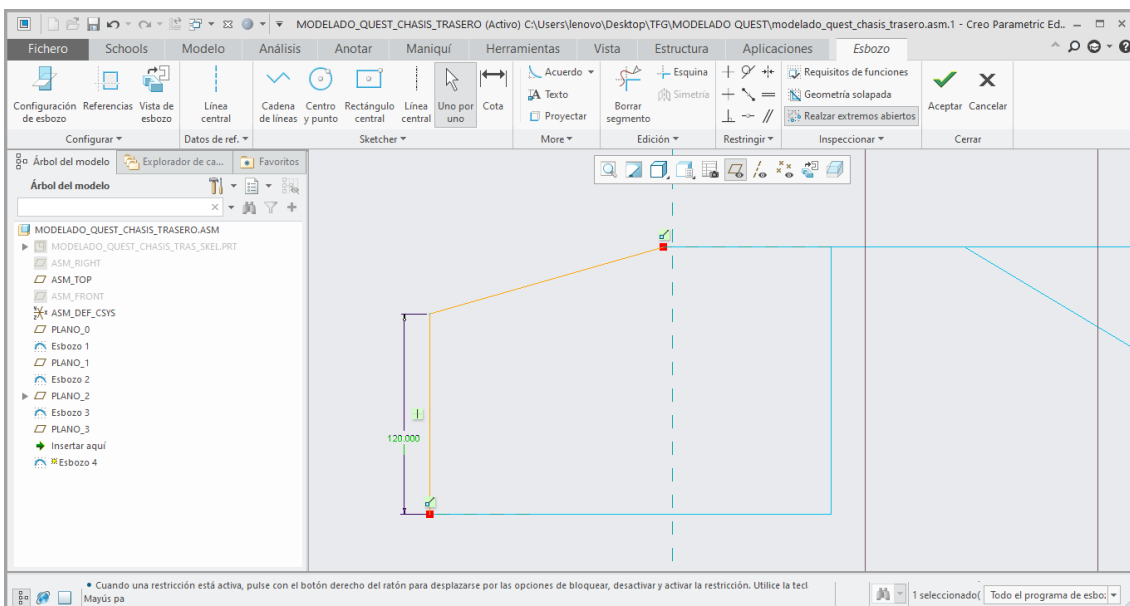 MODELADO_QUEST_CHASIS_TRASERO (Activo) C:\Users\lenovo\Desktop\TFG\MODELADO QUEST\modelado_quest_chasis_trasero.asm.1 - Creo Parametric Ed..
Fichero Schools Modelo Análisis Anotar Maniquí Herramientas Vista Estructura Aplicaciones Esbozo
Acuerdo Esquina Requisitos de funciones
Texto Simetría Geometría solapada
Proyectar Realzar extremos abiertos
Configuración Referencias Vista de Línea Cadena Centro Rectángulo Línea Uno por Cota Borrar Aceptar Cancelar
de esbozo esbozo central de líneas y punto central central uno segmento
Configurar Datos de ref. Sketcher More Edición Restringir Inspeccionar Cerrar
Árbol del modelo Explorador de ca... Favoritos
Árbol del modelo
MODELADO_QUEST_CHASIS_TRASERO.ASM
MODELADO_QUEST_CHASIS_TRAS_SKEL.PRT
ASM_RIGHT
ASM_TOP
ASM_FRONT
ASM_DEF_CSYS
PLANO_0
Esbozo 1
PLANO_1
Esbozo 2
PLANO_2
Esbozo 3
PLANO_3
Insertar aquí
Esbozo 4
120.000
• Cuando una restricción está activa, pulse con el botón derecho del ratón para desplazarse por las opciones de bloquear, desactivar y activar la restricción. Utilice la tecl
Mayús pa
1 seleccionado( Todo el programa de esbo: